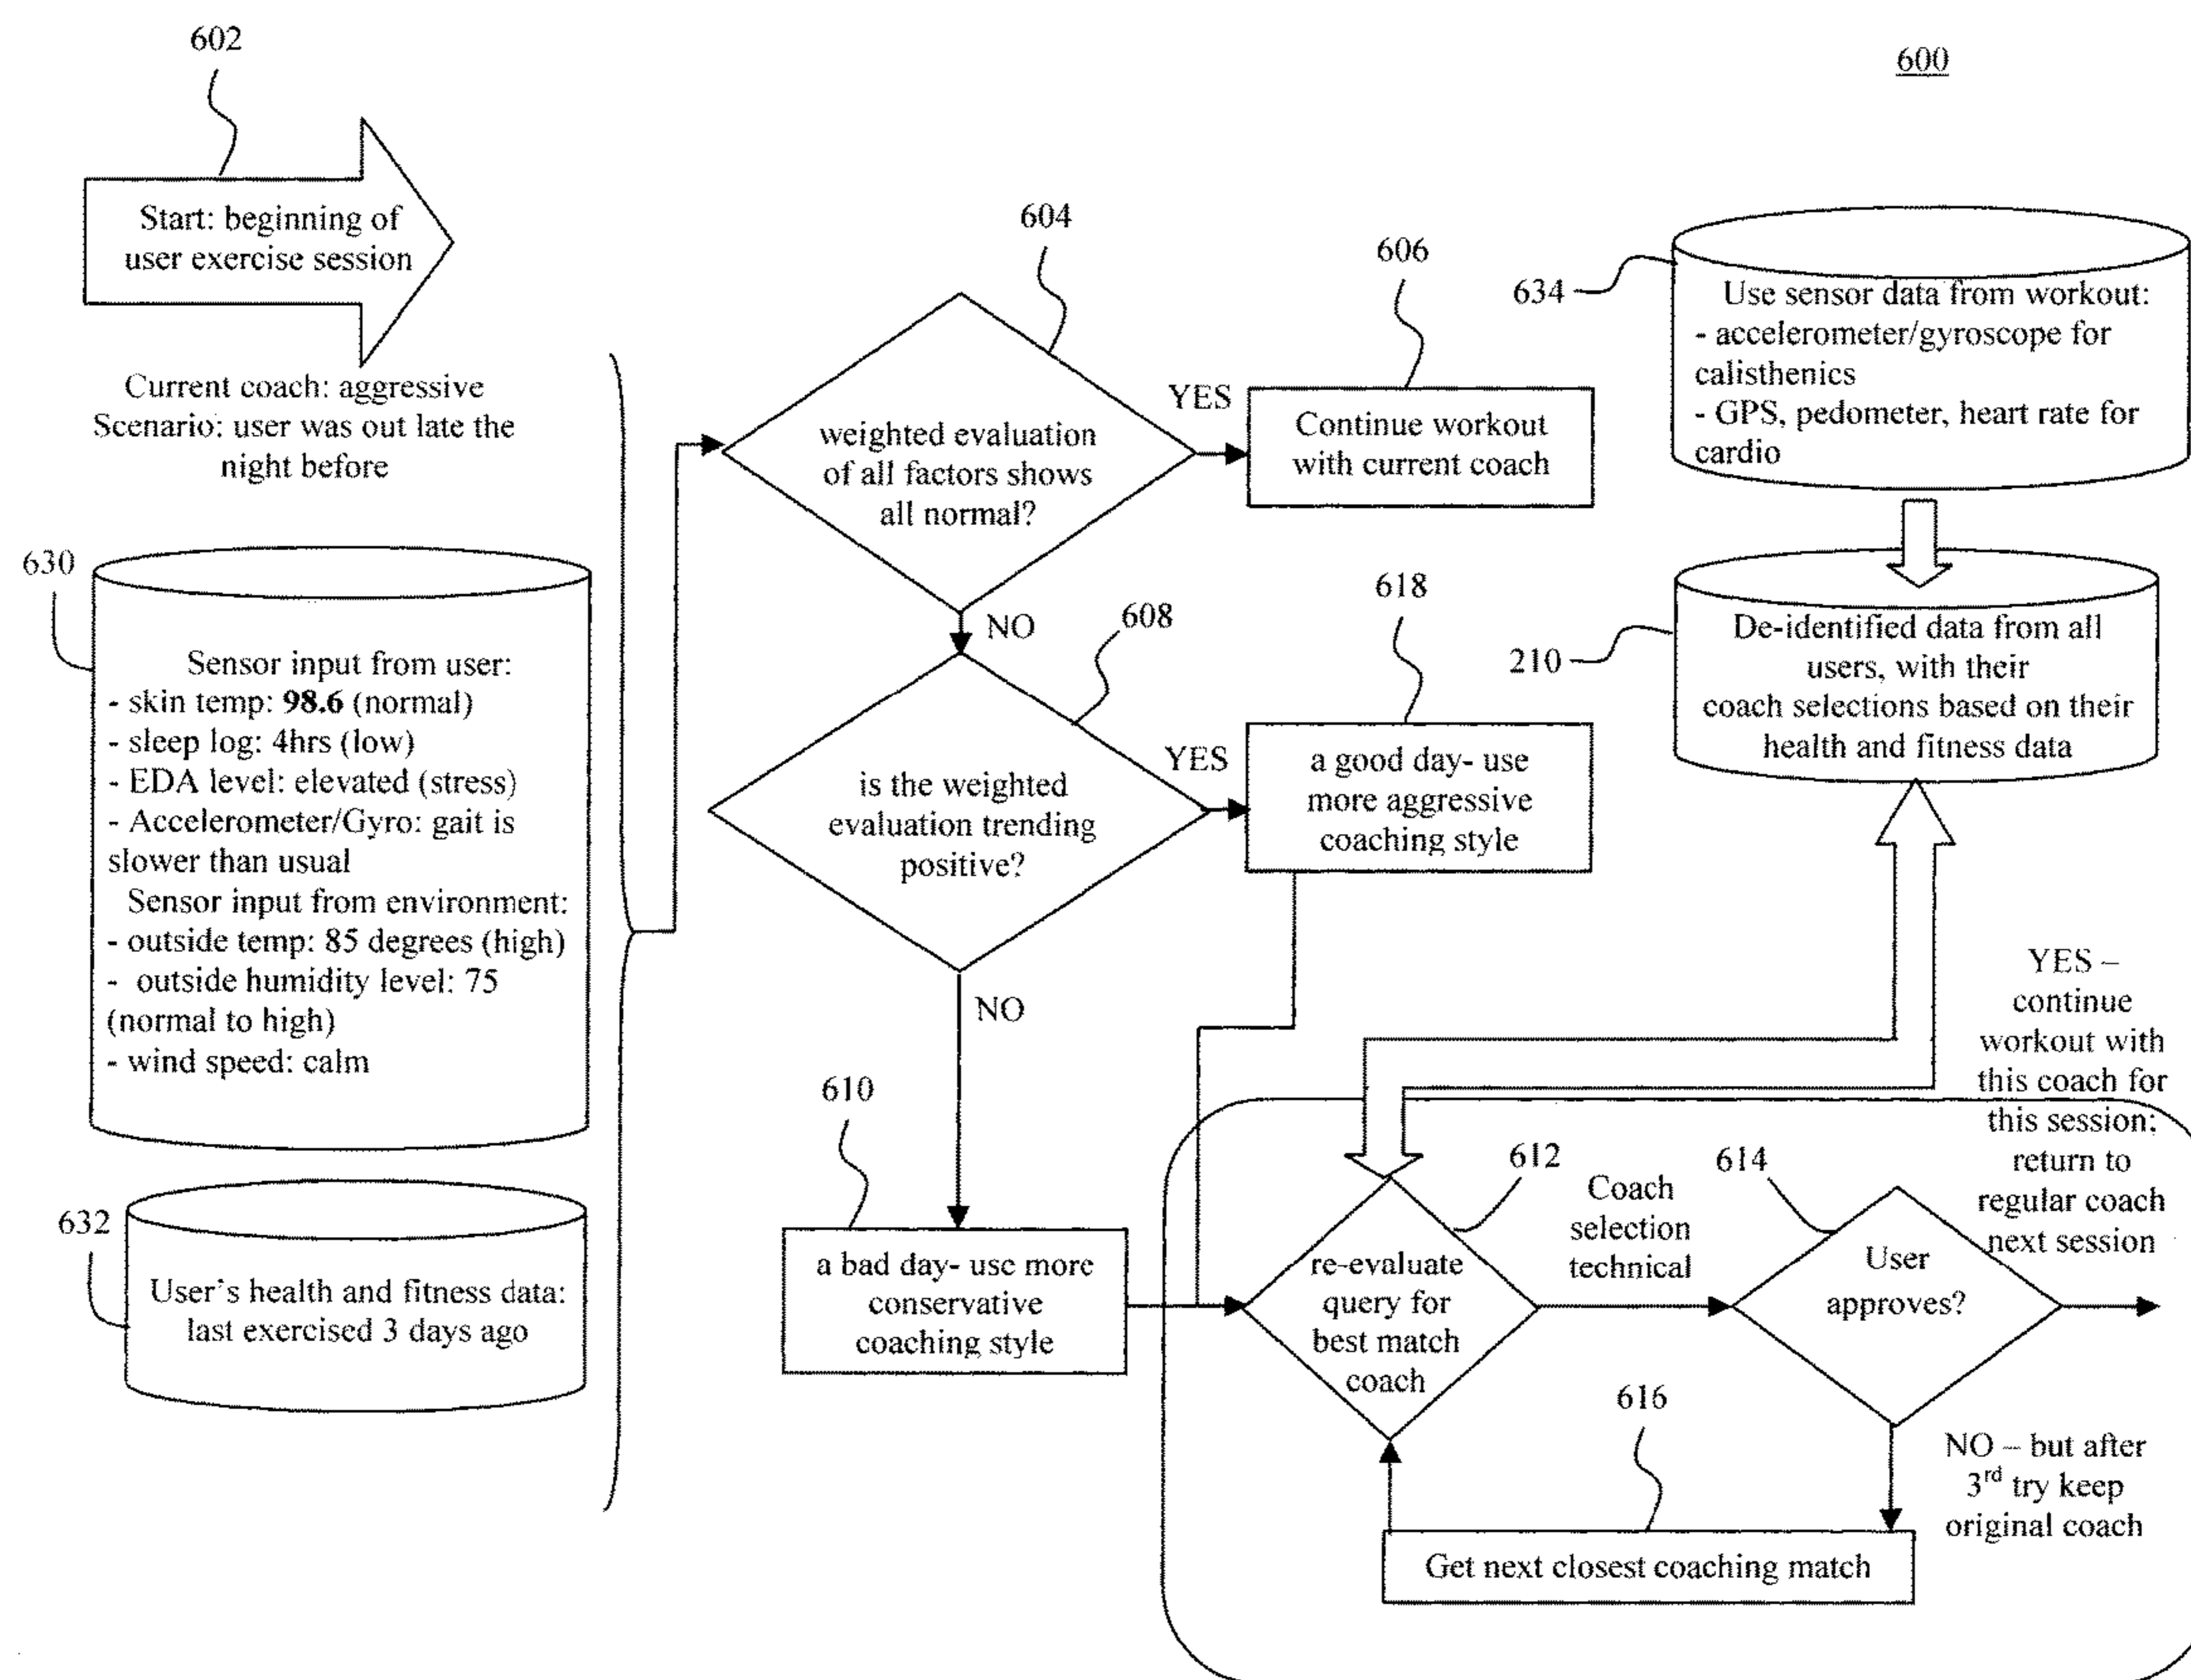 600
602
Start: beginning of
user exercise session
Current coach: aggressive
Scenario: user was out late the
night before
630
Sensor input from user:
- skin temp: 98.6 (normal)
- sleep log: 4hrs (low)
- EDA level: elevated (stress)
- Accelerometer/Gyro: gait is
slower than usual
Sensor input from environment:
- outside temp: 85 degrees (high)
- outside humidity level: 75
(normal to high)
- wind speed: calm
632
User's health and fitness data:
last exercised 3 days ago
604
weighted evaluation
of all factors shows
all normal?
YES
606
Continue workout
with current coach
NO
608
is the weighted
evaluation trending
positive?
YES
618
a good day- use
more aggressive
coaching style
NO
610
a bad day- use more
conservative
coaching style
634
Use sensor data from workout:
- accelerometer/gyroscope for
calisthenics
- GPS, pedometer, heart rate for
cardio
210
De-identified data from all
users, with their
coach selections based on their
health and fitness data
612
re-evaluate
query for
best match
coach
Coach
selection
technical
614
User
approves?
YES –
continue
workout with
this coach for
this session;
return to
regular coach
next session
NO – but after
3rd try keep
original coach
616
Get next closest coaching match